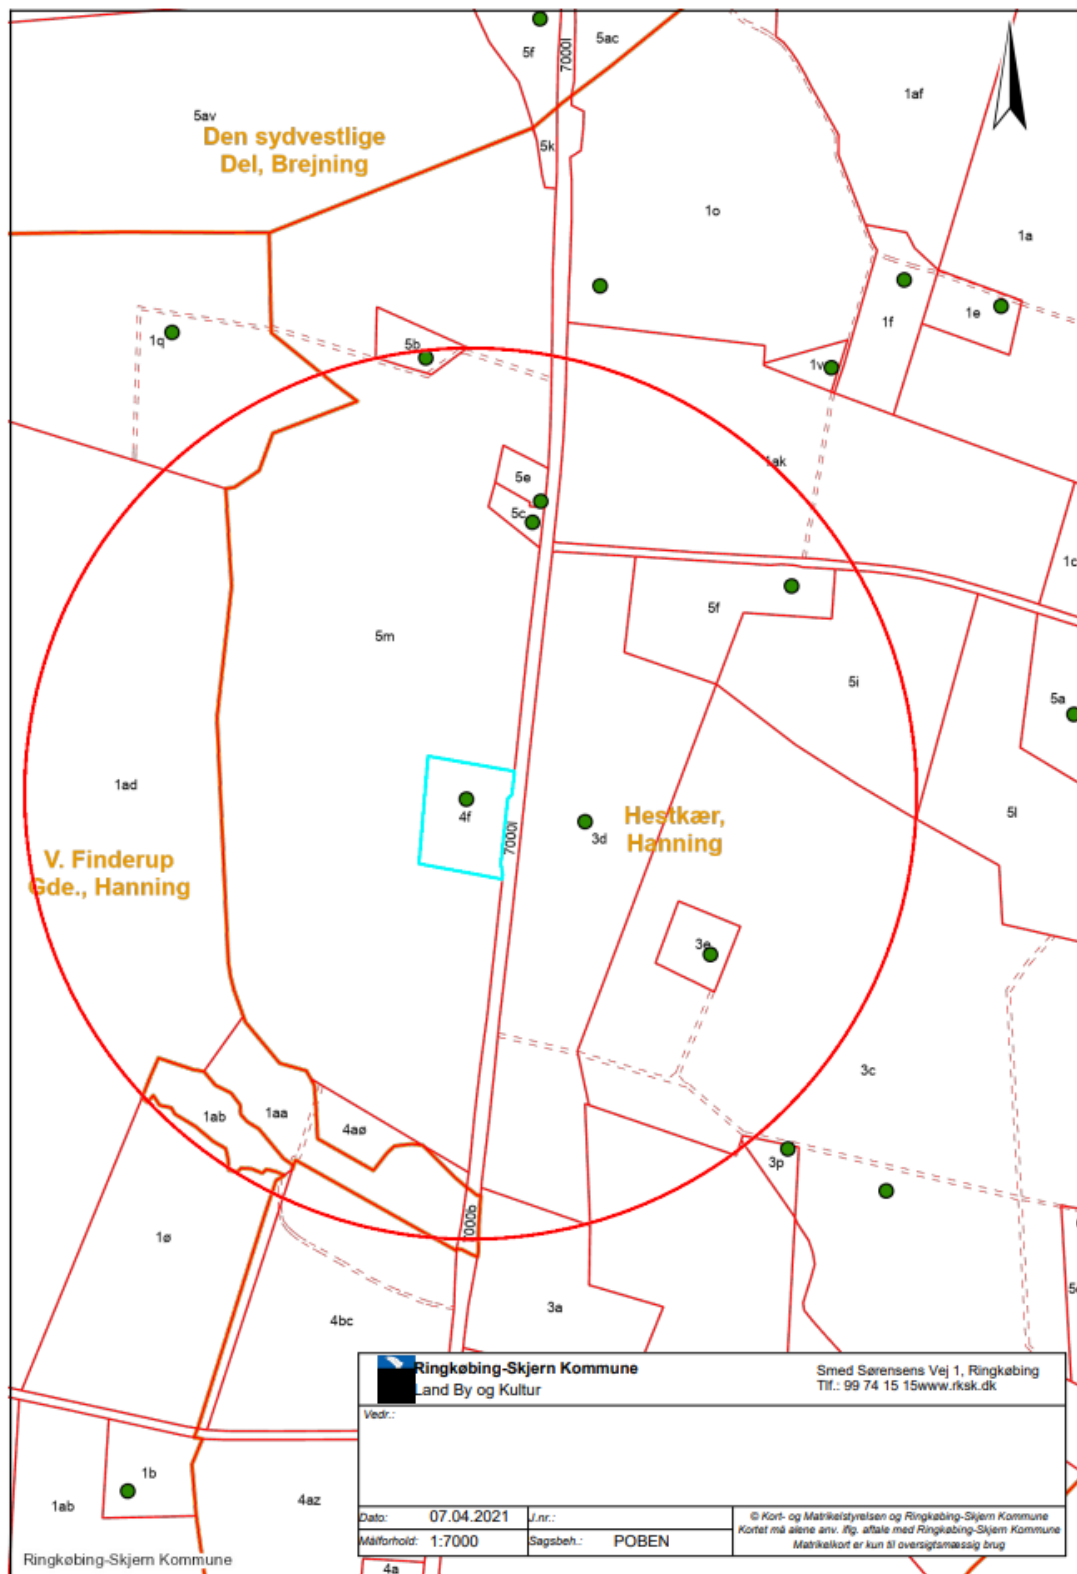 5f
5ac
7000l
1af
5av
Den sydvestlige
Del, Brejning
5k
1o
1a
1q
5b
1f
1e
1v
5e
1ak
5c
1c
5f
5m
5i
5a
1ad
4f
7000l
3d
Hestkær,
Hanning
5l
V. Finderup
Gde., Hanning
3e
3c
1ab
1aa
4aø
3p
7000b
1ø
3a
4bc
Ringkøbing-Skjern Kommune
Land By og Kultur
Smed Sørensens Vej 1, Ringkøbing
Tlf.: 99 74 15 15www.rksk.dk
Vedr.:
1b
1ab
4az
Dato: 07.04.2021
J.nr.:
Målforhold: 1:7000
Sagsbeh.: POBEN
© Kort- og Matrikelstyrelsen og Ringkøbing-Skjern Kommune
Kortet må alene anv. iflg. aftale med Ringkøbing-Skjern Kommune
Matrikelkort er kun til oversigtsmæssig brug
Ringkøbing-Skjern Kommune
4a